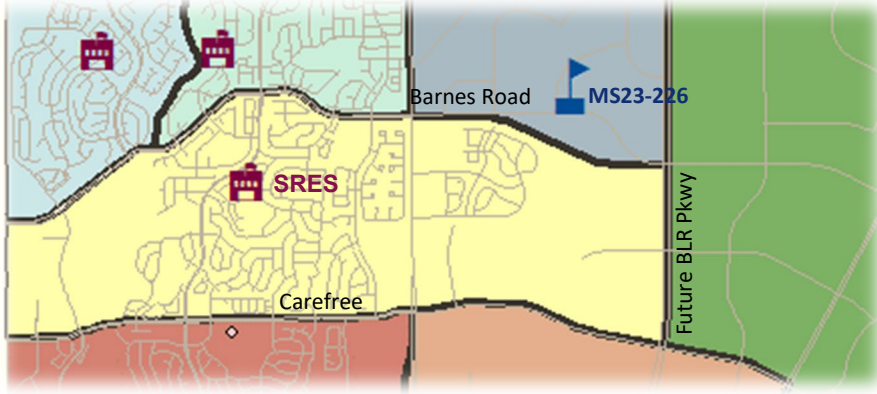 Barnes Road
MS23-226
SRES
Future BLR Pkwy
Carefree